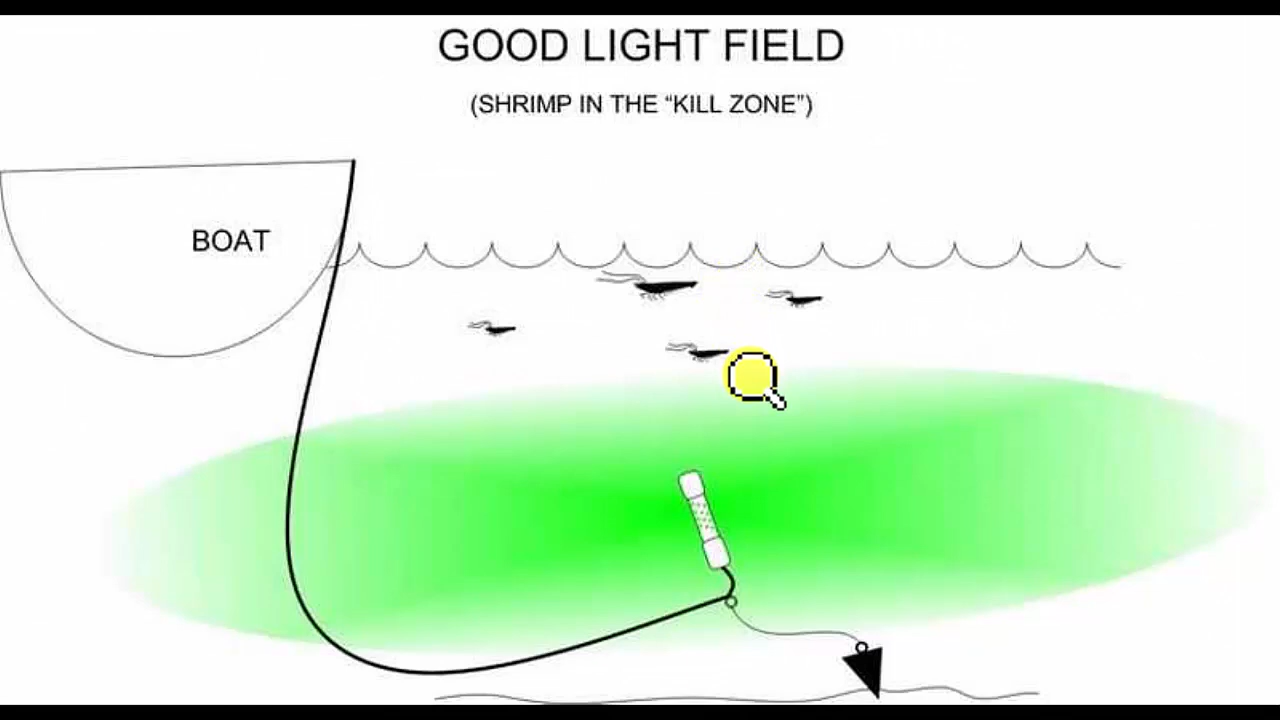 GOOD LIGHT FIELD
(SHRIMP IN THE “KILL ZONE”)
BOAT